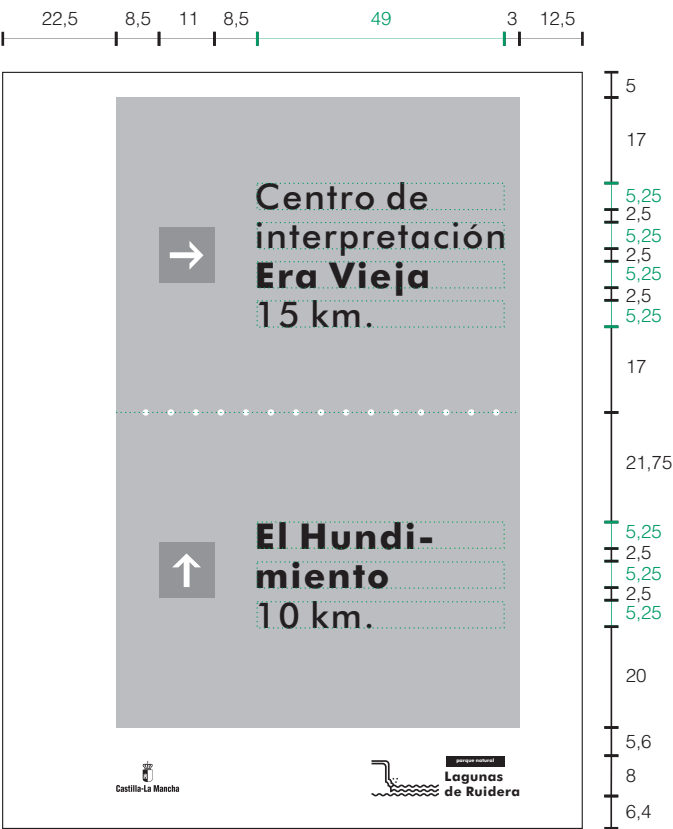 22,5 8,5 11 8,5 49 3 12,5
5
17
5,25
2,5
5,25
2,5
5,25
2,5
5,25
17
21,75
5,25
2,5
5,25
2,5
5,25
20
5,6
8
6,4
Centro de
interpretación
Era Vieja
15 km.
El Hundi-
miento
10 km.
Castilla-La Mancha
parque natural
Lagunas
de Ruidera